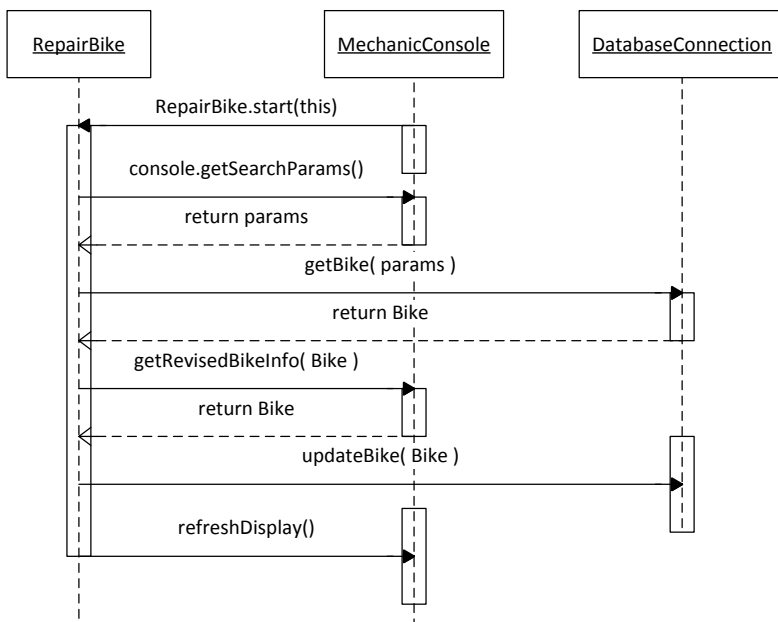 RepairBike
MechanicConsole
DatabaseConnection
RepairBike.start(this)
console.getSearchParams()
return params
getBike( params )
return Bike
getRevisedBikeInfo( Bike )
return Bike
updateBike( Bike )
refreshDisplay()